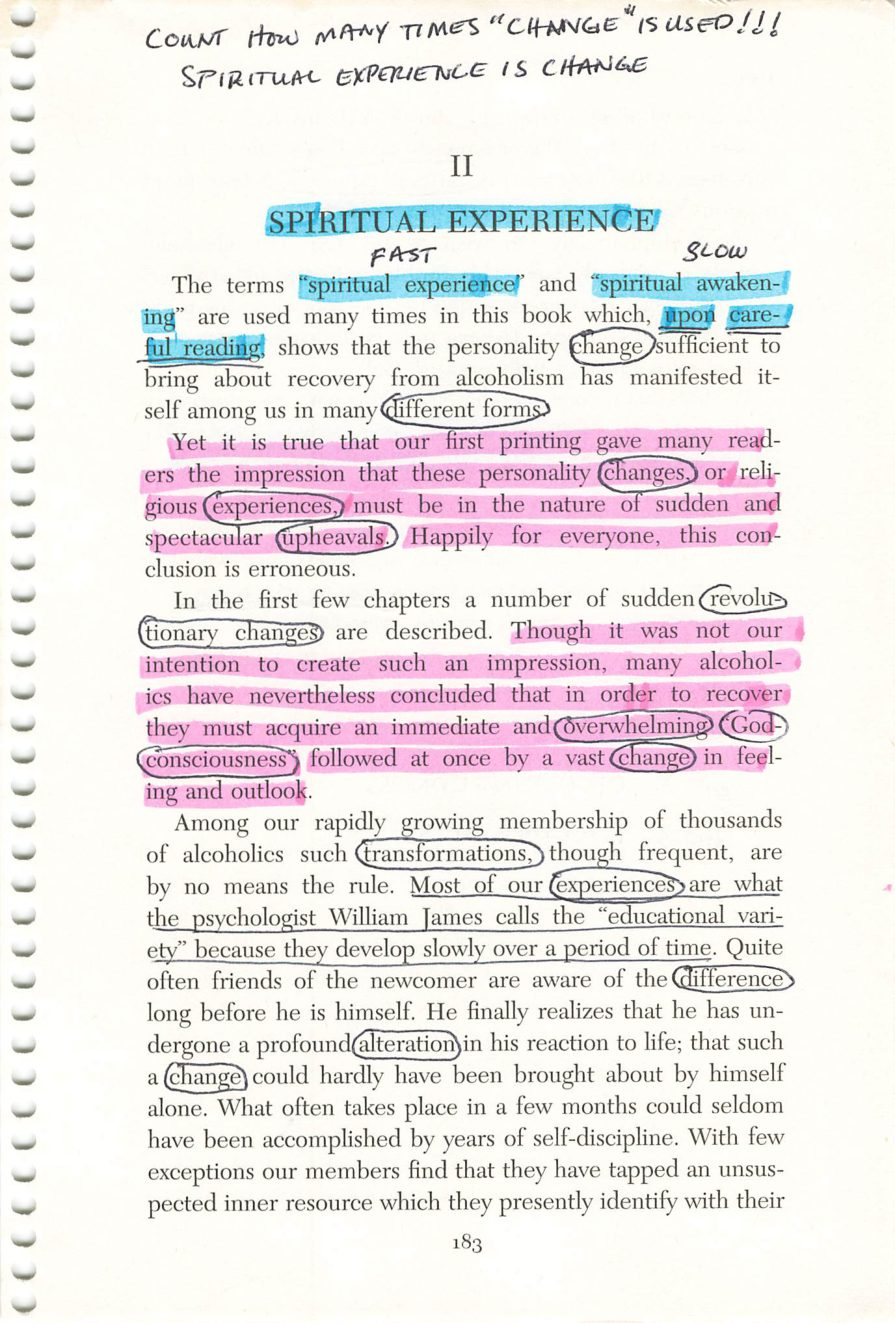 COUNT HOW MANY TIMES "CHANGE" IS USED!!!
SPIRITUAL EXPERIENCE IS CHANGE
II
SPIRITUAL EXPERIENCE
FAST SLOW
The terms "spiritual experience" and "spiritual awaken-
ing" are used many times in this book which, upon care-
ful reading, shows that the personality change sufficient to
bring about recovery from alcoholism has manifested it-
self among us in many different forms.
Yet it is true that our first printing gave many read-
ers the impression that these personality changes, or reli-
gious experiences, must be in the nature of sudden and
spectacular upheavals. Happily for everyone, this con-
clusion is erroneous.
In the first few chapters a number of sudden revolu-
tionary changes are described. Though it was not our
intention to create such an impression, many alcohol-
ics have nevertheless concluded that in order to recover
they must acquire an immediate and overwhelming "God-
consciousness" followed at once by a vast change in feel-
ing and outlook.
Among our rapidly growing membership of thousands
of alcoholics such transformations, though frequent, are
by no means the rule. Most of our experiences are what
the psychologist William James calls the "educational vari-
ety" because they develop slowly over a period of time. Quite
often friends of the newcomer are aware of the difference
long before he is himself. He finally realizes that he has un-
dergone a profound alteration in his reaction to life; that such
a change could hardly have been brought about by himself
alone. What often takes place in a few months could seldom
have been accomplished by years of self-discipline. With few
exceptions our members find that they have tapped an unsus-
pected inner resource which they presently identify with their
183